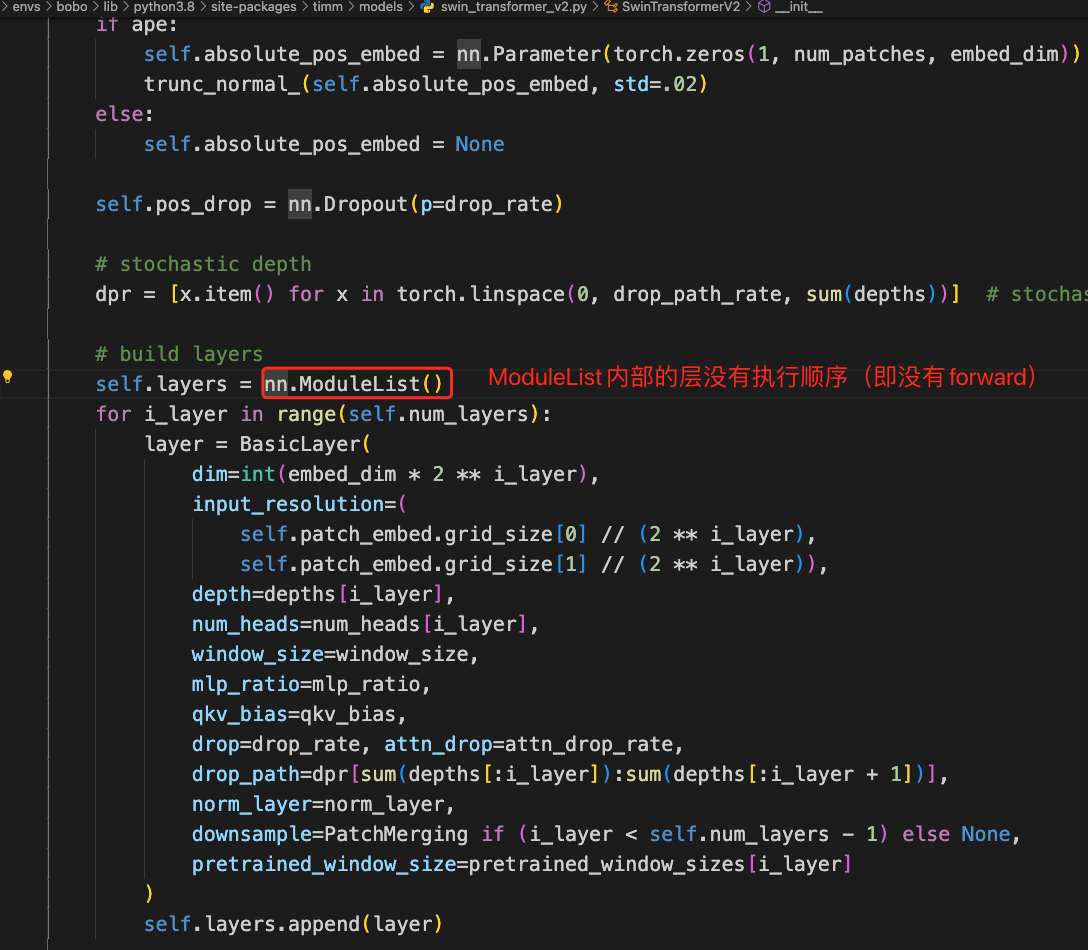 envs > bobo > lib > python3.8 > site-packages > timm > models > swin_transformer_v2.py > SwinTransformerV2 > __init__
if ape:
self.absolute_pos_embed = nn.Parameter(torch.zeros(1, num_patches, embed_dim))
trunc_normal_(self.absolute_pos_embed, std=.02)
else:
self.absolute_pos_embed = None
self.pos_drop = nn.Dropout(p=drop_rate)
# stochastic depth
dpr = [x.item() for x in torch.linspace(0, drop_path_rate, sum(depths))]  # stochas
# build layers
self.layers = nn.ModuleList() ModuleList内部的层没有执行顺序（即没有forward）
for i_layer in range(self.num_layers):
layer = BasicLayer(
dim=int(embed_dim * 2 ** i_layer),
input_resolution=(
self.patch_embed.grid_size[0] // (2 ** i_layer),
self.patch_embed.grid_size[1] // (2 ** i_layer)),
depth=depths[i_layer],
num_heads=num_heads[i_layer],
window_size=window_size,
mlp_ratio=mlp_ratio,
qkv_bias=qkv_bias,
drop=drop_rate, attn_drop=attn_drop_rate,
drop_path=dpr[sum(depths[:i_layer]):sum(depths[:i_layer + 1])],
norm_layer=norm_layer,
downsample=PatchMerging if (i_layer < self.num_layers - 1) else None,
pretrained_window_size=pretrained_window_sizes[i_layer]
)
self.layers.append(layer)